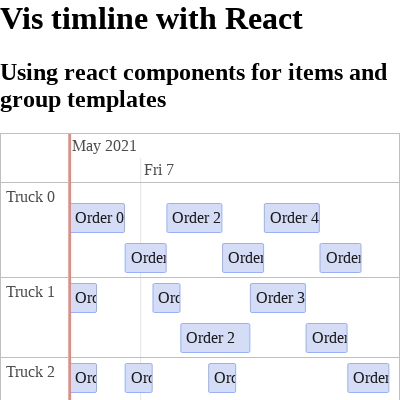 Vis timline with React
Using react components for items and
group templates
May 2021
Fri 7
Truck 0
Order 0 Order 2 Order 4
Order Order Order
Truck 1
Ord Ord Order 3
Order 2 Order
Truck 2
Ord Ord Ord Order